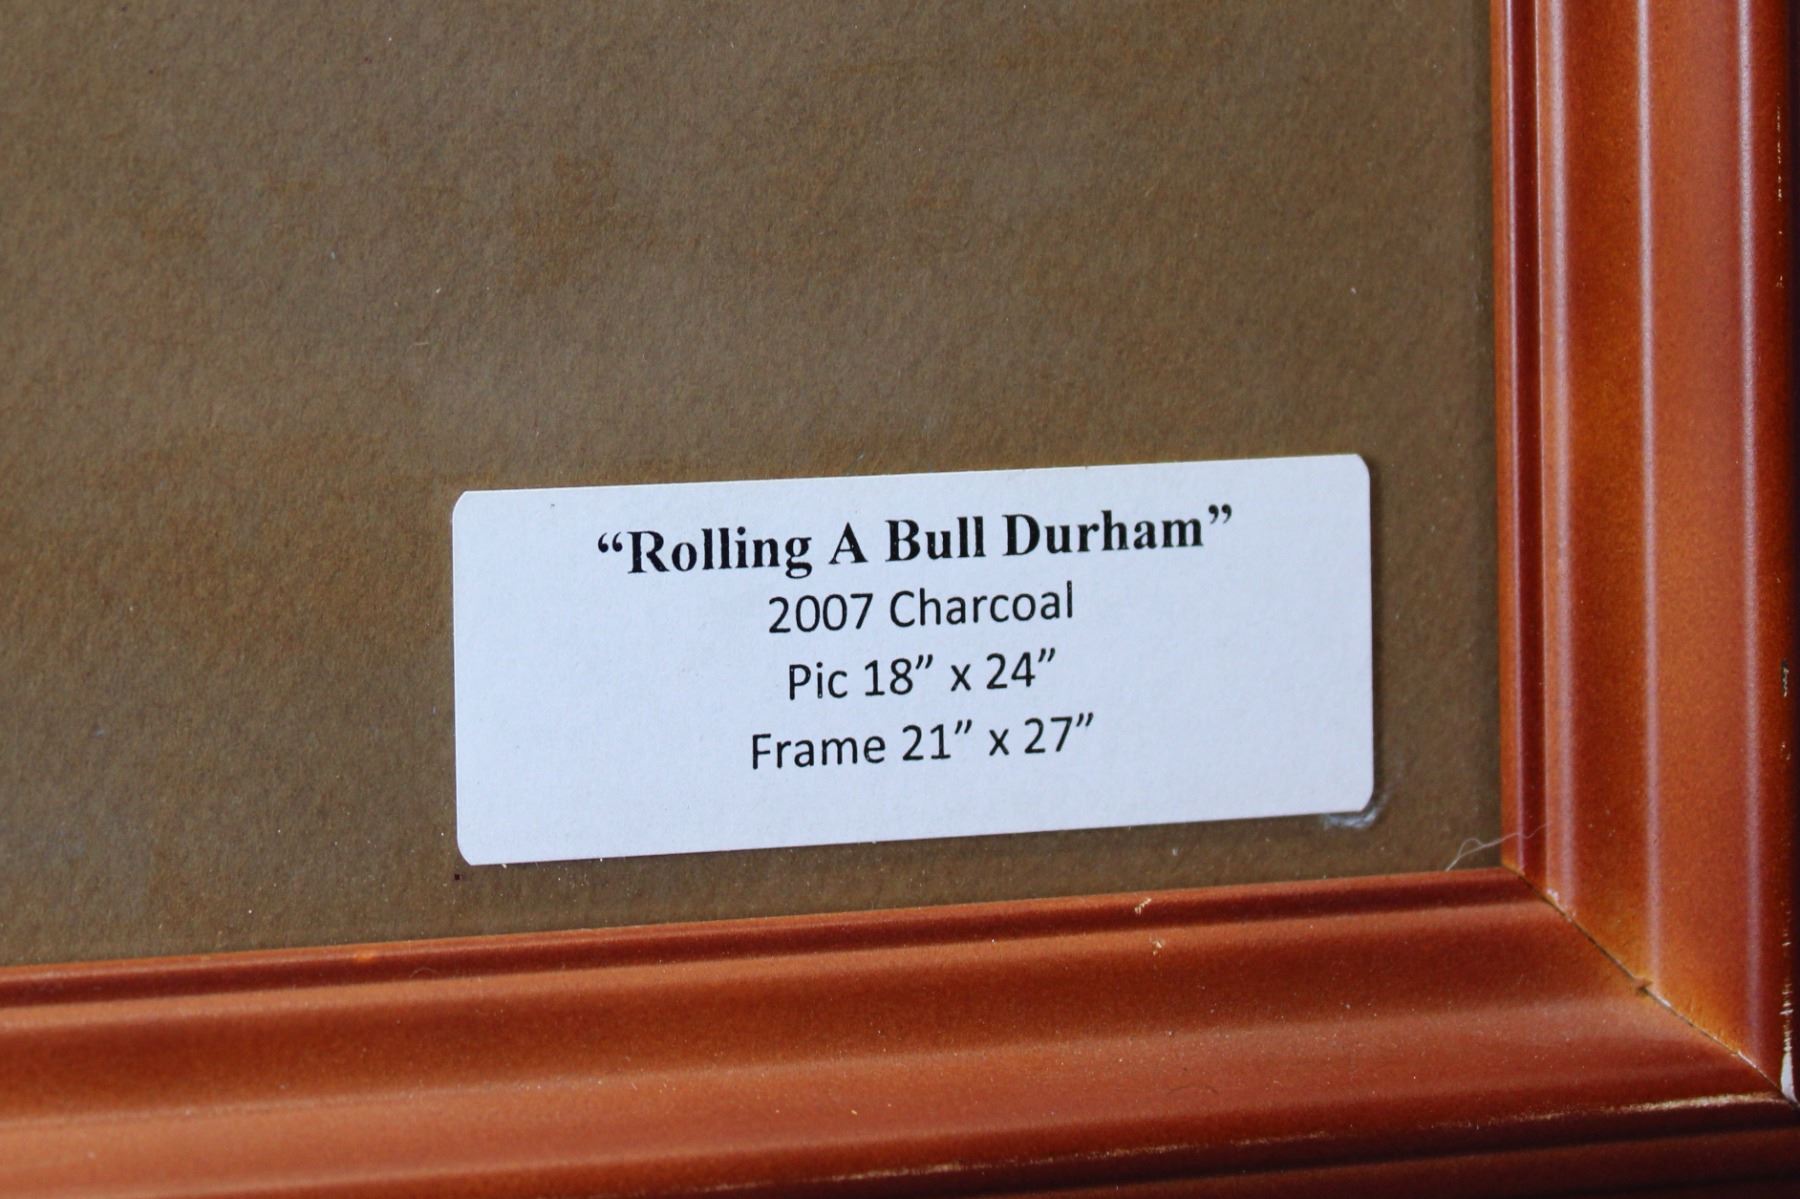 “Rolling A Bull Durham”
2007 Charcoal
Pic 18” x 24”
Frame 21” x 27”